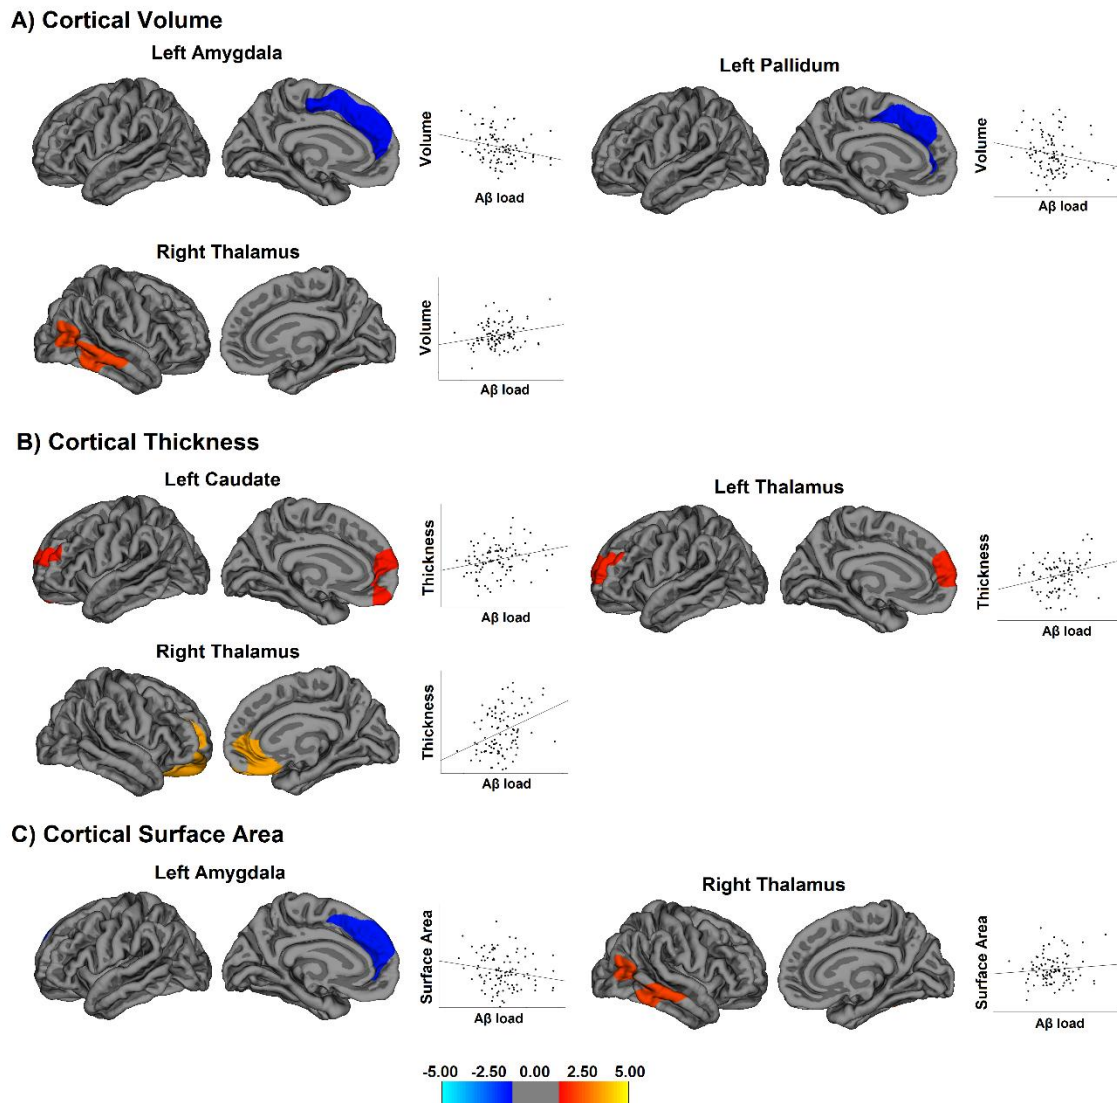 A) Cortical Volume
Left Amygdala
Volume
Aβ load
Left Pallidum
Volume
Aβ load
Right Thalamus
Volume
Aβ load
B) Cortical Thickness
Left Caudate
Thickness
Aβ load
Left Thalamus
Thickness
Aβ load
Right Thalamus
Thickness
Aβ load
C) Cortical Surface Area
Left Amygdala
Surface Area
Aβ load
Right Thalamus
Surface Area
Aβ load
-5.00 -2.50 0.00 2.50 5.00